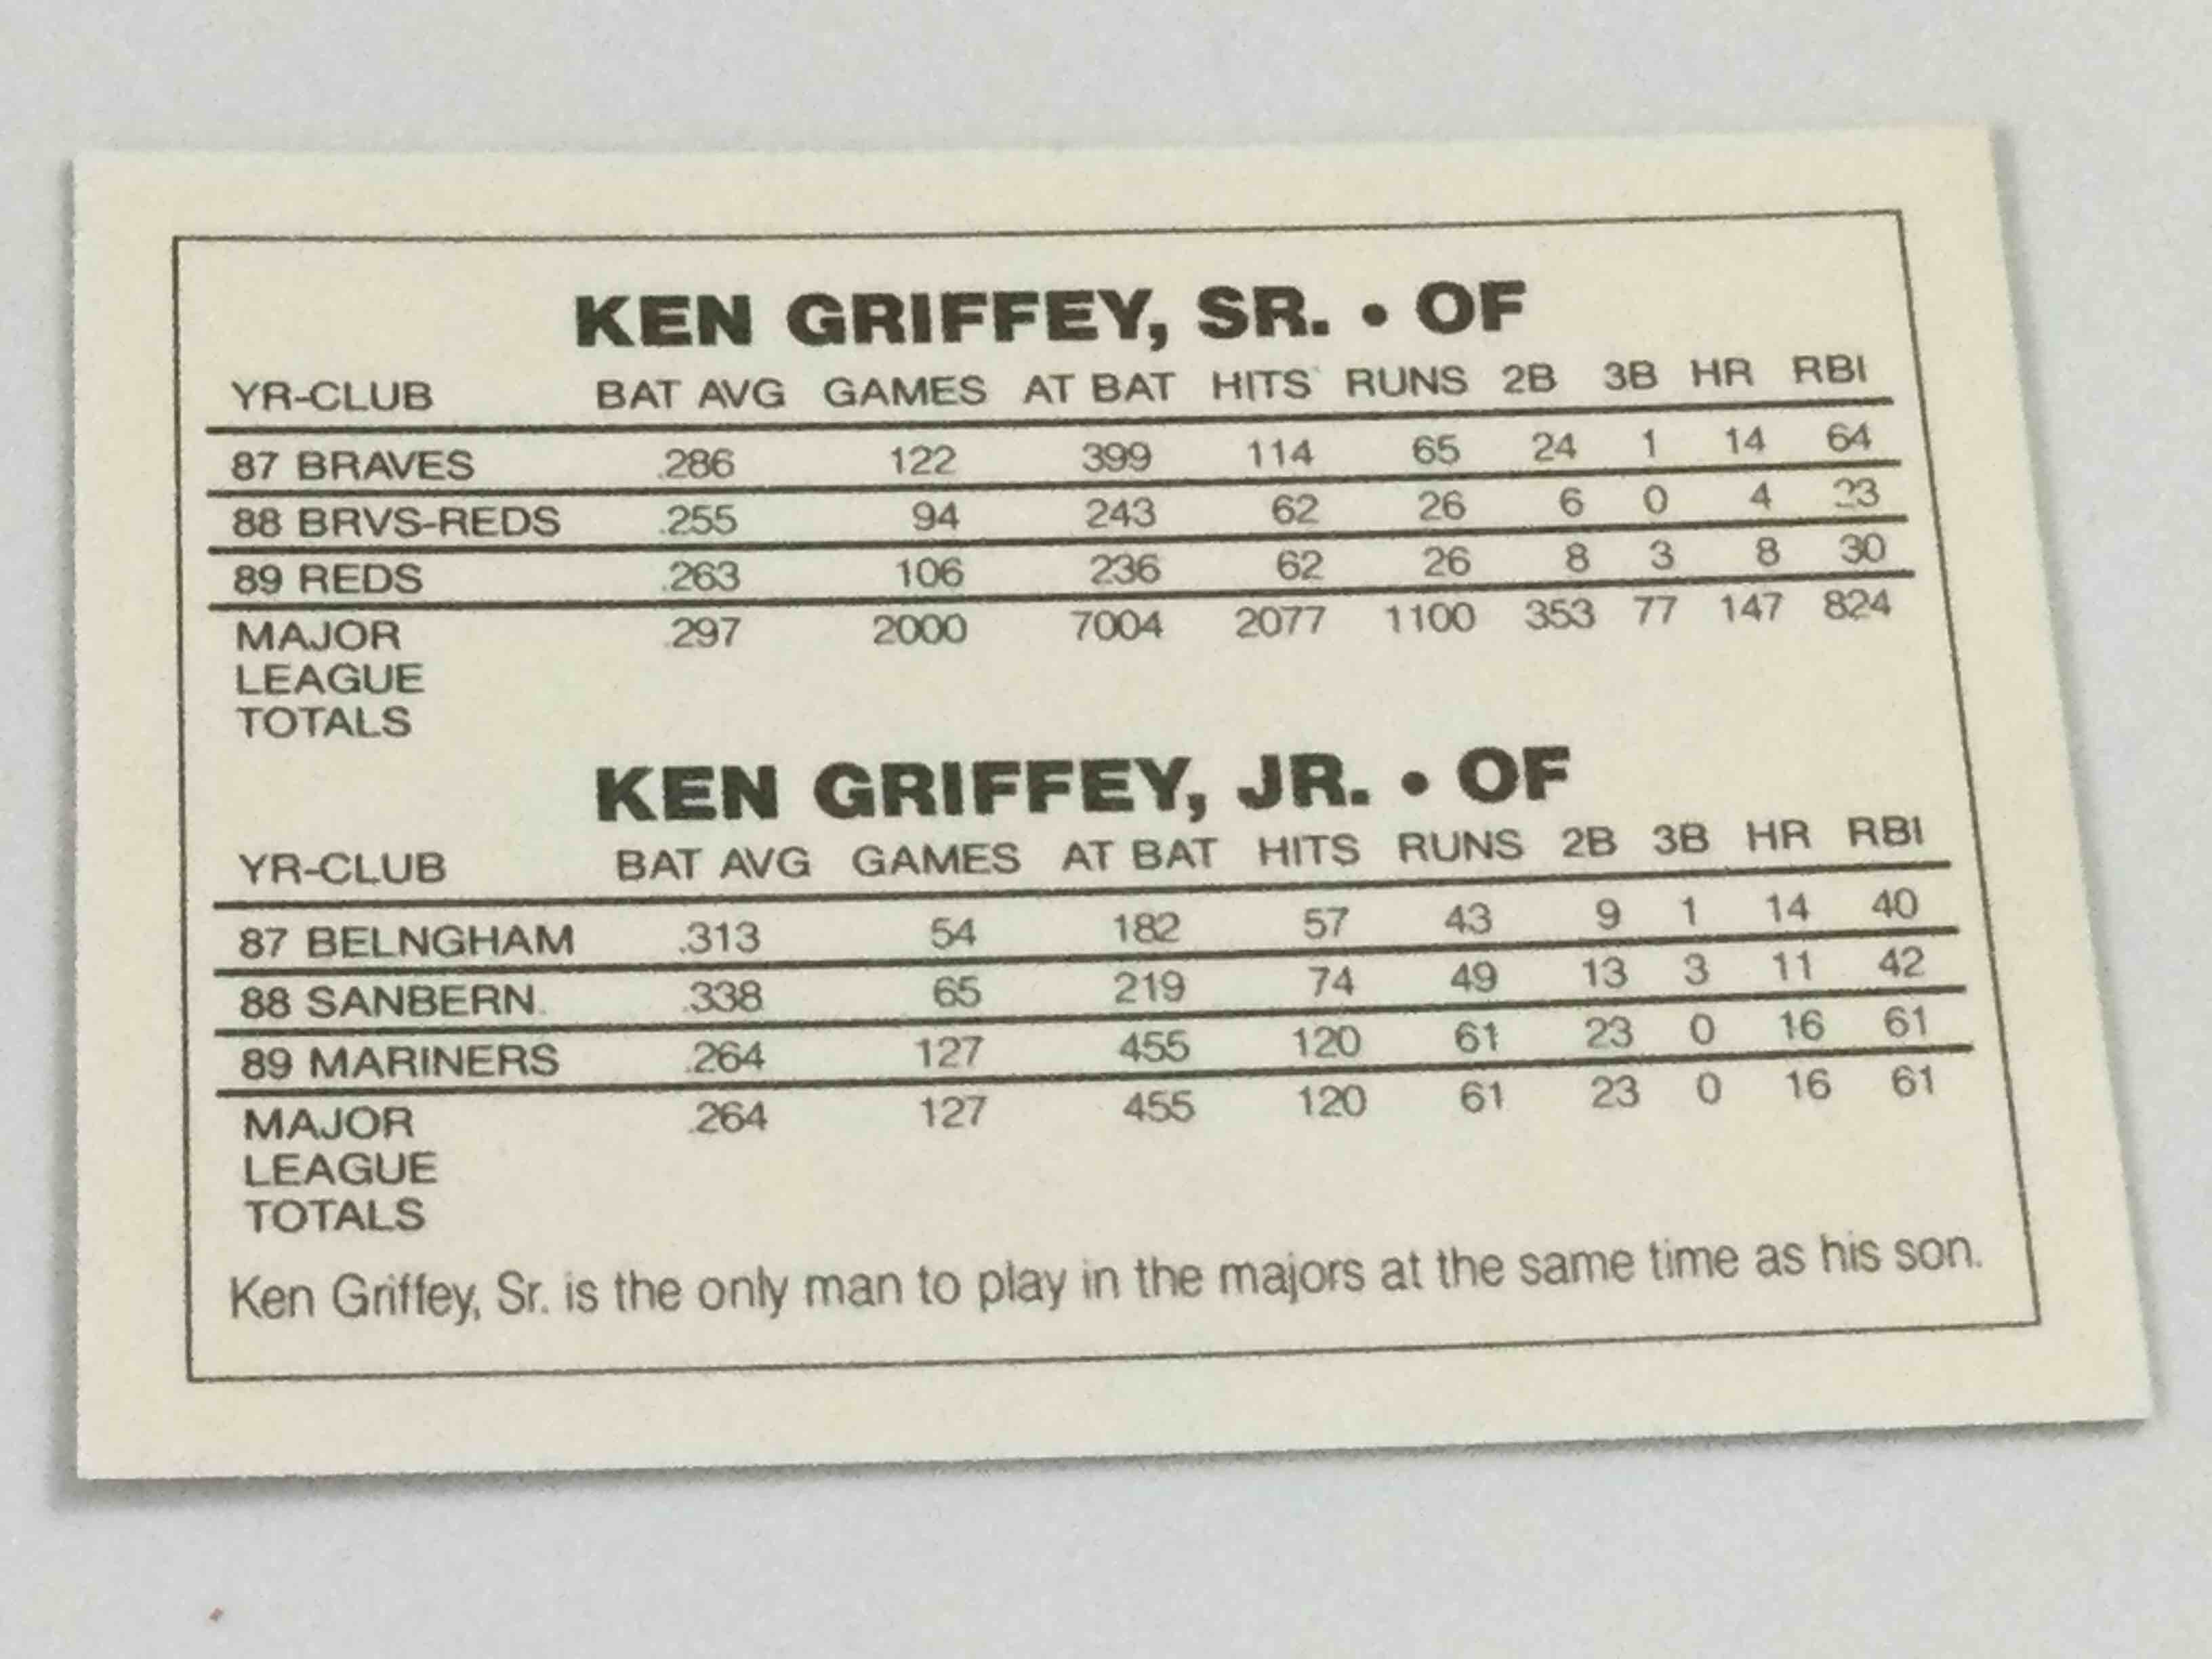 KEN GRIFFEY, SR. • OF
YR-CLUB BAT AVG GAMES AT BAT HITS RUNS 2B 3B HR RBI
87 BRAVES .286 122 399 114 65 24 1 14 64
88 BRVS-REDS .255 94 243 62 26 6 0 4 23
89 REDS .263 106 236 62 26 8 3 8 30
MAJOR .297 2000 7004 2077 1100 353 77 147 824
LEAGUE
TOTALS
KEN GRIFFEY, JR. • OF
YR-CLUB BAT AVG GAMES AT BAT HITS RUNS 2B 3B HR RBI
87 BELNGHAM .313 54 182 57 43 9 1 14 40
88 SANBERN. .338 65 219 74 49 13 3 11 42
89 MARINERS .264 127 455 120 61 23 0 16 61
MAJOR .264 127 455 120 61 23 0 16 61
LEAGUE
TOTALS
Ken Griffey, Sr. is the only man to play in the majors at the same time as his son.